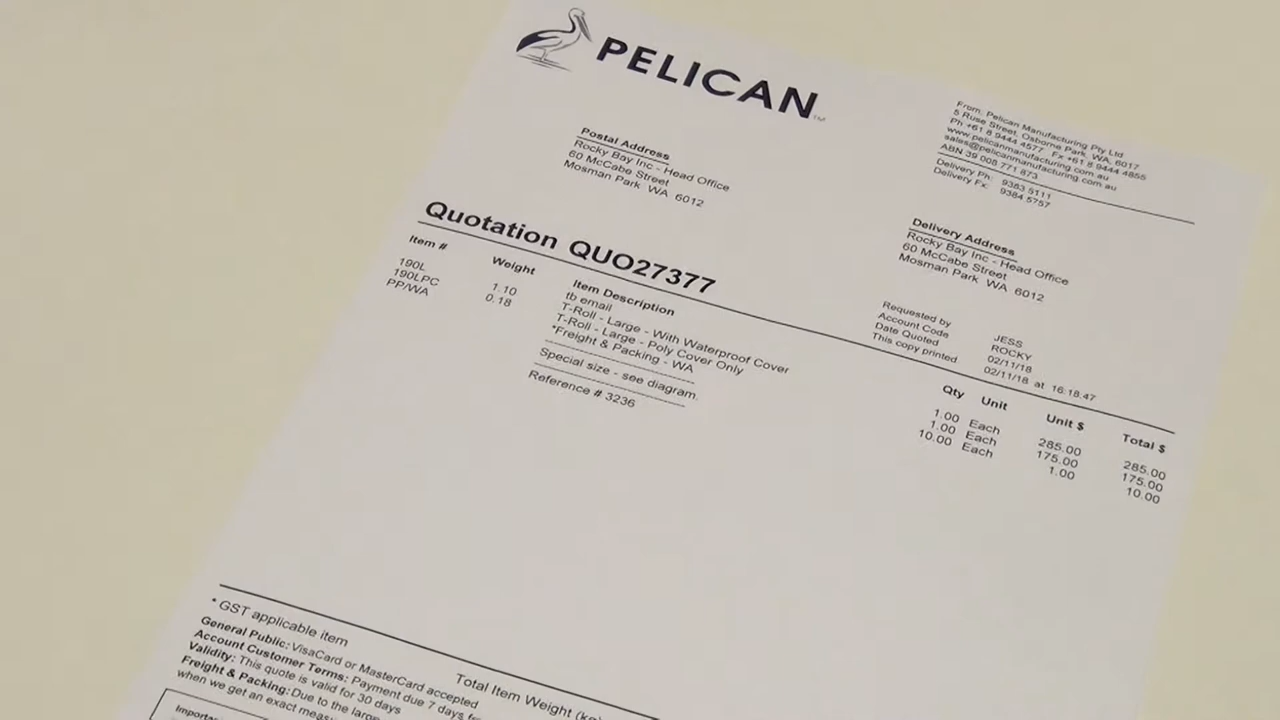 PELICAN™
From: Pelican Manufacturing Pty Ltd
5 Ruse Street, Osborne Park, WA, 6017
Ph +61 8 9444 4577 Fx +61 8 9444 4855
www.pelicanmanufacturing.com.au
sales@pelicanmanufacturing.com.au
ABN 39 008 771 873
Delivery Ph: 9383 5111
Delivery Fx: 9384 5757
Postal Address
Rocky Bay Inc - Head Office
60 McCabe Street
Mosman Park WA 6012
Delivery Address
Rocky Bay Inc - Head Office
60 McCabe Street
Mosman Park WA 6012
Quotation QUO27377
Requested by JESS
Account Code ROCKY
Date Quoted 02/11/18
This copy printed 02/11/18 at 16:18:47
Item # Weight Item Description Qty Unit Unit $ Total $
tb email
190L 1.10 T-Roll - Large - With Waterproof Cover 1.00 Each 285.00 285.00
190LPC 0.18 T-Roll - Large - Poly Cover Only 1.00 Each 175.00 175.00
PP/WA *Freight & Packing - WA 10.00 Each 1.00 10.00
Special size - see diagram.
Reference # 3236
* GST applicable item
Total Item Weight
General Public: VisaCard or MasterCard accepted
Account Customer Terms: Payment due 7 days
Validity: This quote is valid for 30 days
Freight & Packing: Due to the large
when we get an exact